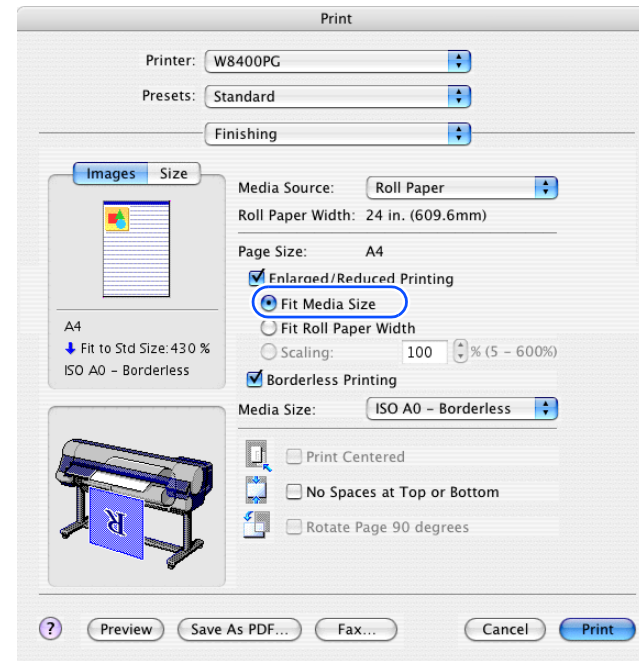 Print
Printer: W8400PG
Presets: Standard
Finishing
Images Size
A4
Fit to Std Size:430 %
ISO A0 – Borderless
Media Source: Roll Paper
Roll Paper Width: 24 in. (609.6mm)
Page Size: A4
Enlarged/Reduced Printing
Fit Media Size
Fit Roll Paper Width
Scaling: 100 % (5 – 600%)
Borderless Printing
Media Size: ISO A0 – Borderless
Print Centered
No Spaces at Top or Bottom
Rotate Page 90 degrees
R
? Preview Save As PDF... Fax... Cancel Print